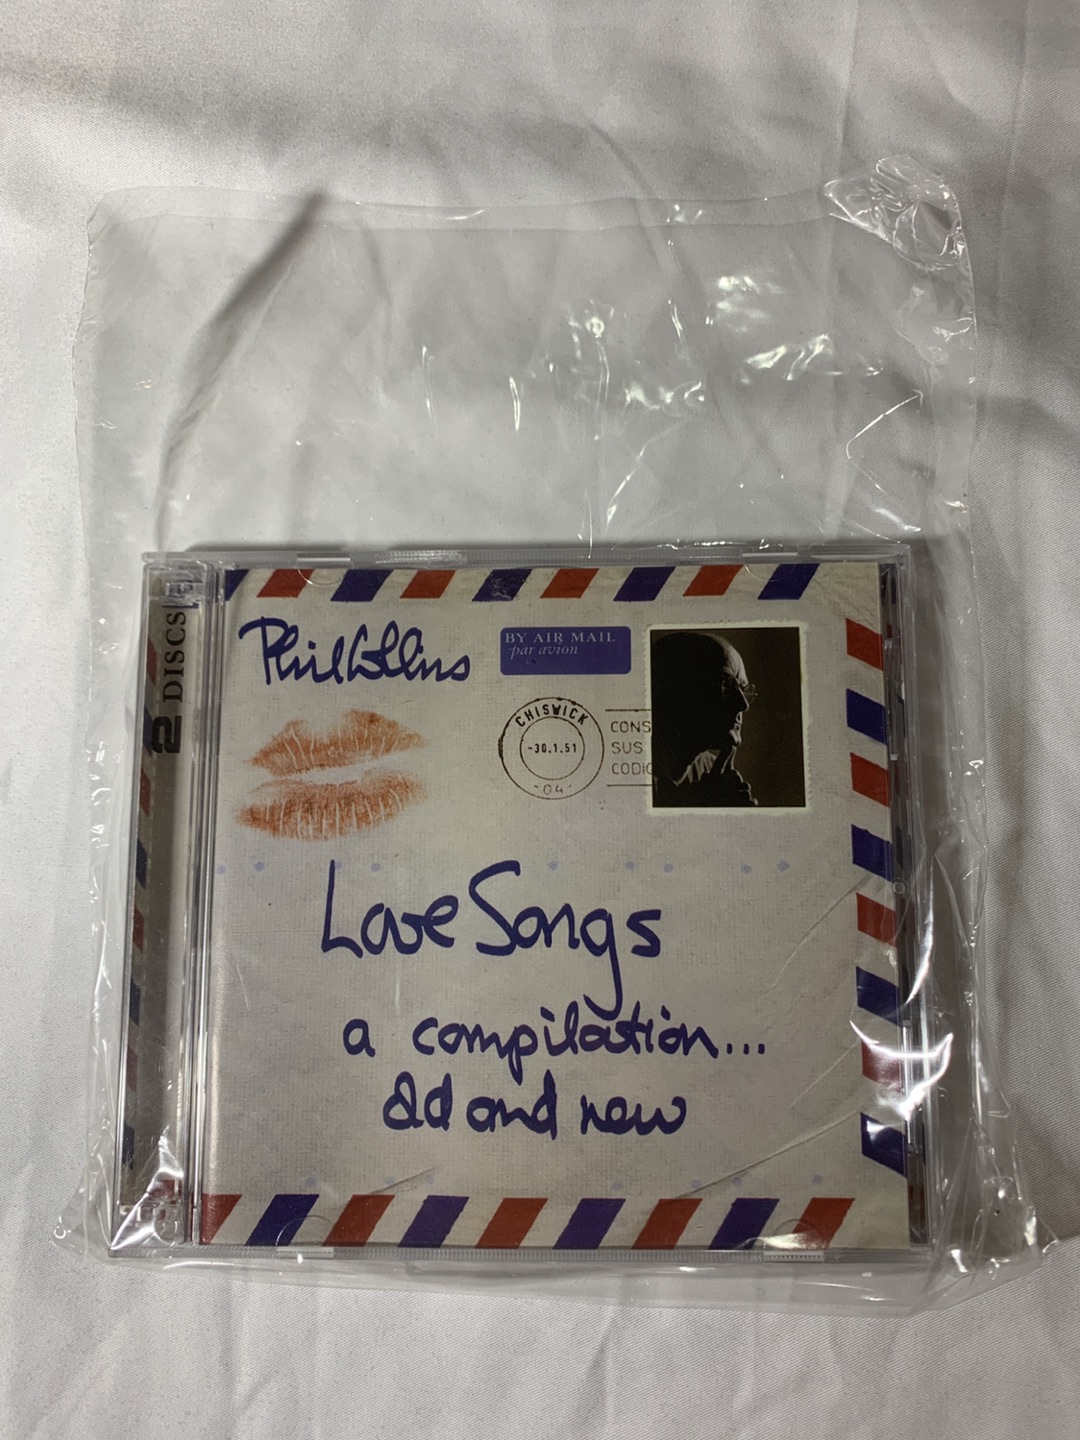 2 DISCS
Phil Collins
BY AIR MAIL
par avion
CHISWICK
-30.1.51
-04-
CONS
SUS
CODIC
Love Songs
a compilation...
old and new